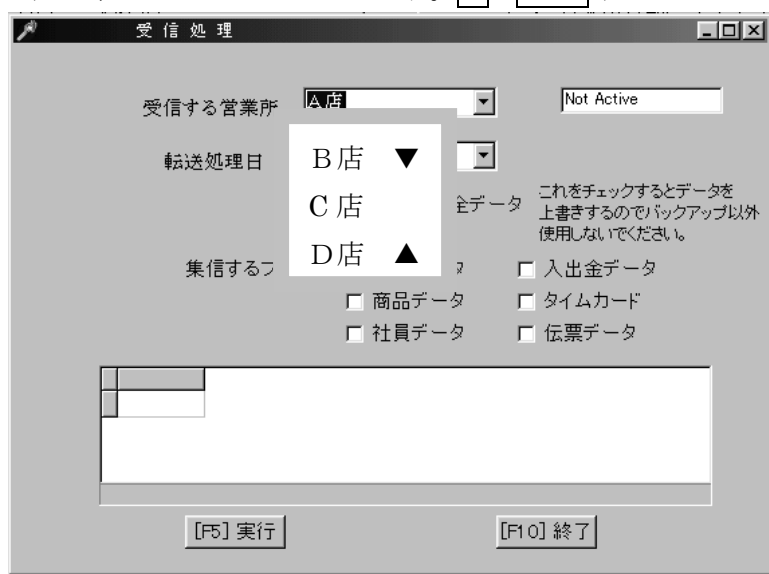 受 信 処 理
受信する営業所 A店 Not Active
B店 ▼
転送処理日
C店
金データ これをチェックするとデータを
上書きするのでバックアップ以外
使用しないでください。
D店 ▲
集信するフ タ 入出金データ
商品データ タイムカード
社員データ 伝票データ
[F5] 実行 [F10] 終了